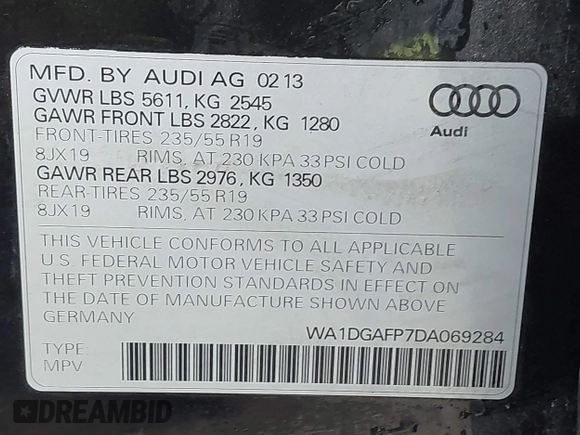 MFD. BY AUDI AG 02 13
GVWR LBS 5611, KG 2545
GAWR FRONT LBS 2822, KG 1280
FRONT-TIRES 235/55 R19
8JX19 RIMS, AT 230 KPA 33 PSI COLD
GAWR REAR LBS 2976, KG 1350
REAR-TIRES 235/55 R19
8JX19 RIMS, AT 230 KPA 33 PSI COLD
Audi
THIS VEHICLE CONFORMS TO ALL APPLICABLE
U.S. FEDERAL MOTOR VEHICLE SAFETY AND
THEFT PREVENTION STANDARDS IN EFFECT ON
THE DATE OF MANUFACTURE SHOWN ABOVE
GERMANY
WA1DGAFP7DA069284
TYPE:
MPV
DREAMBID